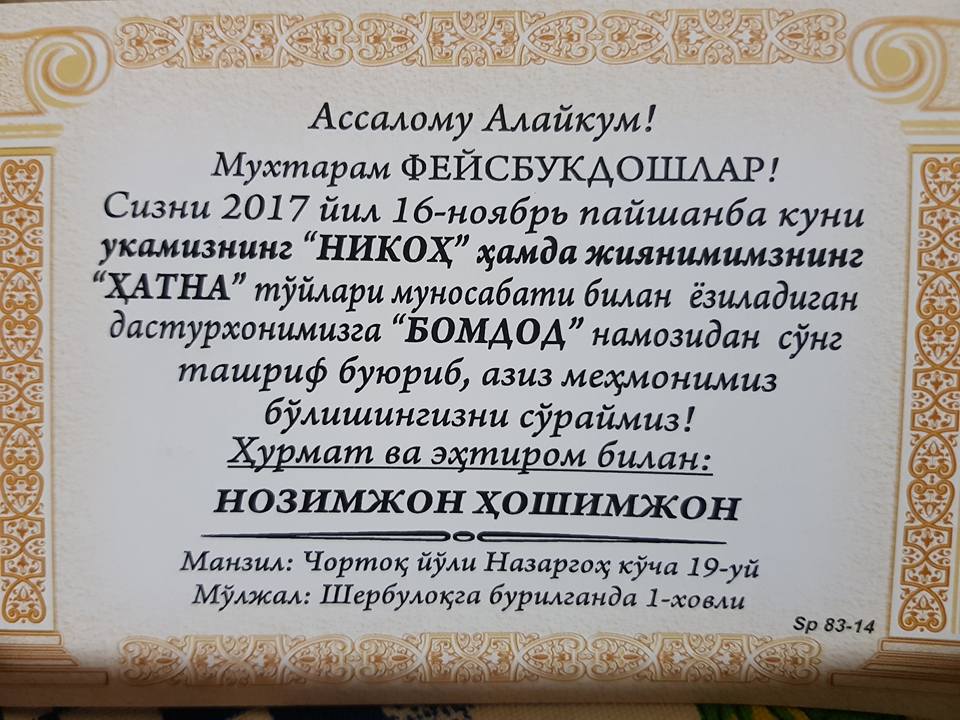 Ассалому Алайкум!
Мухтарам ФЕЙСБУКДОШЛАР!
Сизни 2017 йил 16-ноябрь пайшанба куни
укамизнинг “НИКОҲ” ҳамда жиянимимзнинг
“ҲАТНА” тўйлари муносабати билан ёзиладиган
дастурхонимизга “БОМДОД” намозидан сўнг
ташриф буюриб, азиз меҳмонимиз
бўлишингизни сўраймиз!
Ҳурмат ва эҳтиром билан:
НОЗИМЖОН ҲОШИМЖОН
Манзил: Чортоқ йўли Назаргоҳ кўча 19-уй
Мўлжал: Шербулоқга бурилганда 1-ховли
Sp 83-14